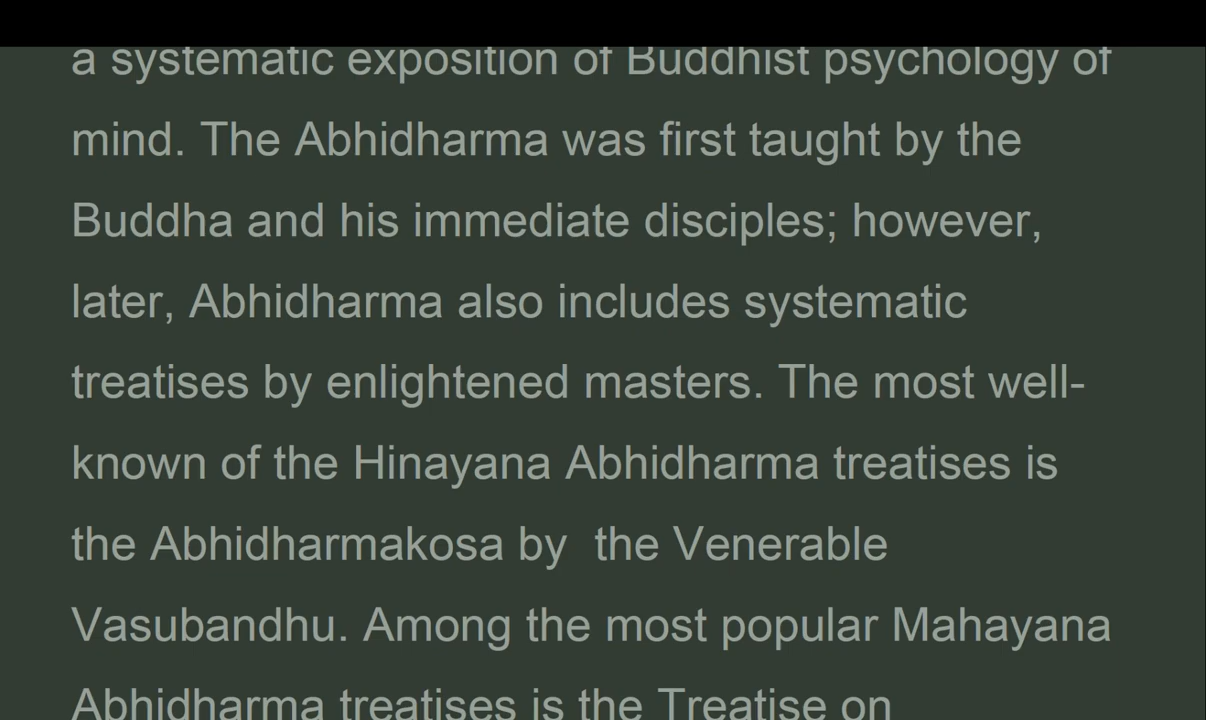 a systematic exposition of Buddhist psychology of
mind. The Abhidharma was first taught by the
Buddha and his immediate disciples; however,
later, Abhidharma also includes systematic
treatises by enlightened masters. The most well-
known of the Hinayana Abhidharma treatises is
the Abhidharmakosa by  the Venerable
Vasubandhu. Among the most popular Mahayana
Abhidharma treatises is the Treatise on